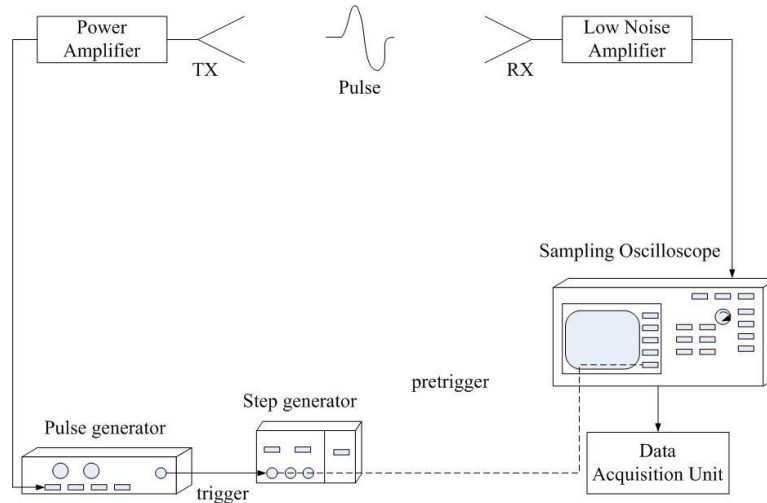 Power
Amplifier
TX
Pulse
RX
Low Noise
Amplifier
Sampling Oscilloscope
pretrigger
Step generator
Pulse generator
trigger
Data
Acquisition Unit